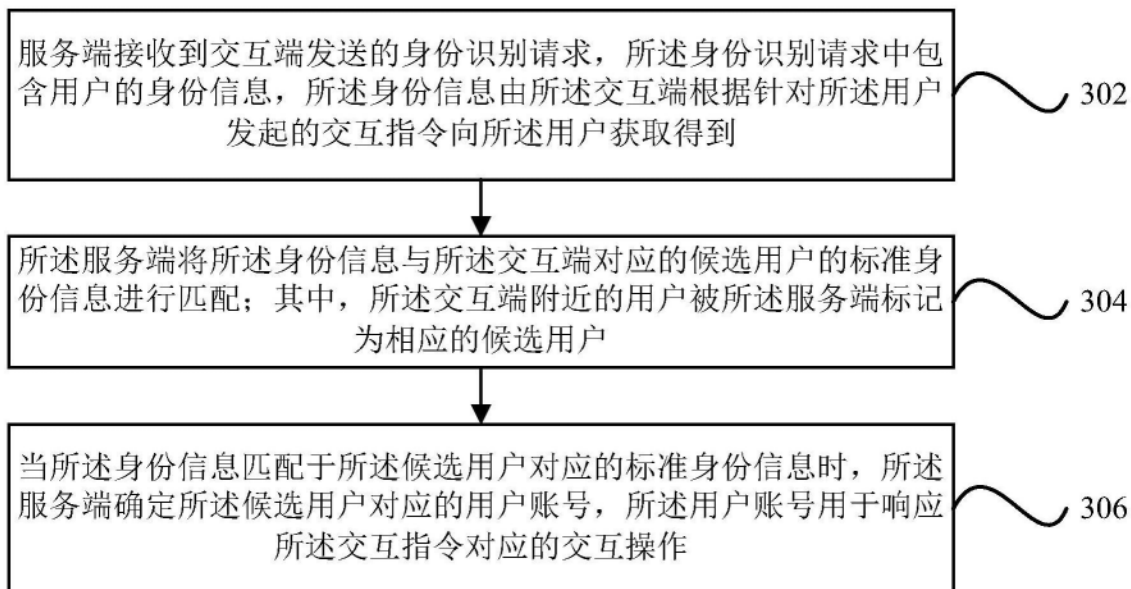 服务端接收到交互端发送的身份识别请求，所述身份识别请求中包
含用户的身份信息，所述身份信息由所述交互端根据针对所述用户
发起的交互指令向所述用户获取得到
302
所述服务端将所述身份信息与所述交互端对应的候选用户的标准身
份信息进行匹配；其中，所述交互端附近的用户被所述服务端标记
为相应的候选用户
304
当所述身份信息匹配于所述候选用户对应的标准身份信息时，所述
服务端确定所述候选用户对应的用户账号，所述用户账号用于响应
所述交互指令对应的交互操作
306